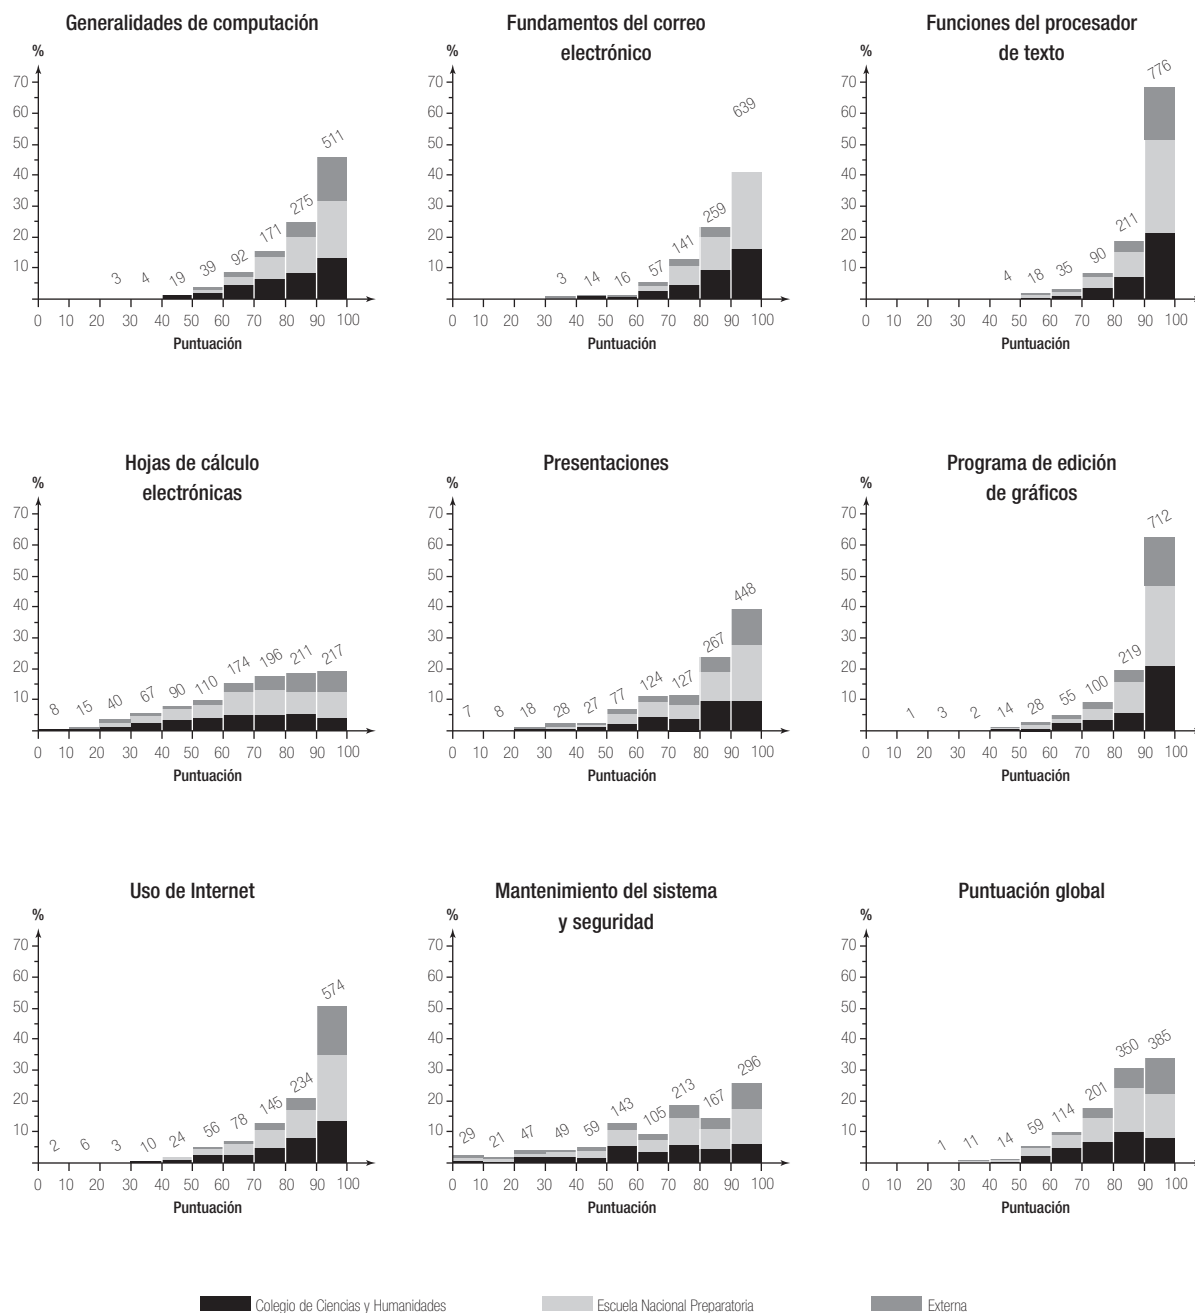 Generalidades de computación
%
70
60
50
40
30
20
10
3 4 19 39 92 171 275 511
0 10 20 30 40 50 60 70 80 90 100
Puntuación
Fundamentos del correo
electrónico
%
70
60
50
40
30
20
10
3 14 16 57 141 259 639
0 10 20 30 40 50 60 70 80 90 100
Puntuación
Funciones del procesador
de texto
%
70
60
50
40
30
20
10
4 18 35 90 211 776
0 10 20 30 40 50 60 70 80 90 100
Puntuación
Hojas de cálculo
electrónicas
%
70
60
50
40
30
20
10
8 15 40 67 90 110 174 196 211 217
0 10 20 30 40 50 60 70 80 90 100
Puntuación
Presentaciones
%
70
60
50
40
30
20
10
7 8 18 28 27 77 124 127 267 448
0 10 20 30 40 50 60 70 80 90 100
Puntuación
Programa de edición
de gráficos
%
70
60
50
40
30
20
10
1 3 2 14 28 55 100 219 712
0 10 20 30 40 50 60 70 80 90 100
Puntuación
Uso de Internet
%
70
60
50
40
30
20
10
2 6 3 10 24 56 78 145 234 574
0 10 20 30 40 50 60 70 80 90 100
Puntuación
Mantenimiento del sistema
y seguridad
%
70
60
50
40
30
20
10
29 21 47 49 59 143 105 213 167 296
0 10 20 30 40 50 60 70 80 90 100
Puntuación
Puntuación global
%
70
60
50
40
30
20
10
1 11 14 59 114 201 350 385
0 10 20 30 40 50 60 70 80 90 100
Puntuación
Colegio de Ciencias y Humanidades
Escuela Nacional Preparatoria
Externa